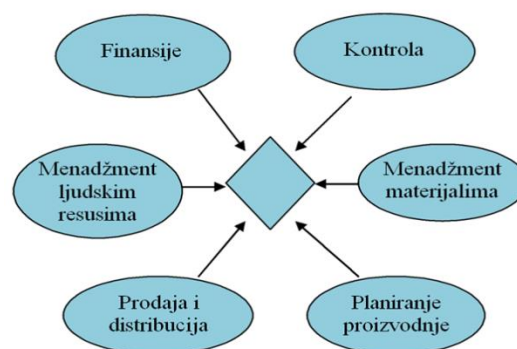 Finansije
Kontrola
Menadžment
ljudskim
resusima
Menadžment
materijalima
Prodaja i
distribucija
Planiranje
proizvodnje